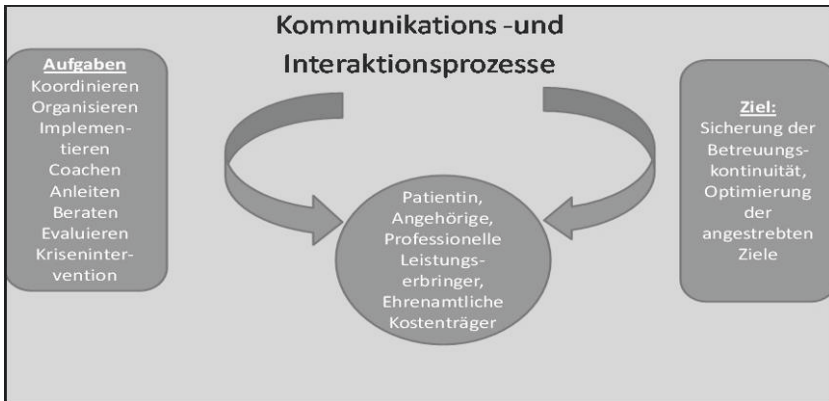 Kommunikations -und
Interaktionsprozesse
Aufgaben
Koordinieren
Organisieren
Implemen-
tieren
Coachen
Anleiten
Beraten
Evaluieren
Kriseninter-
vention
Patientin,
Angehörige,
Professionelle
Leistungs-
erbringer,
Ehrenamtliche
Kostenträger
Ziel:
Sicherung der
Betreuungs-
kontinuität,
Optimierung
der
angestrebten
Ziele